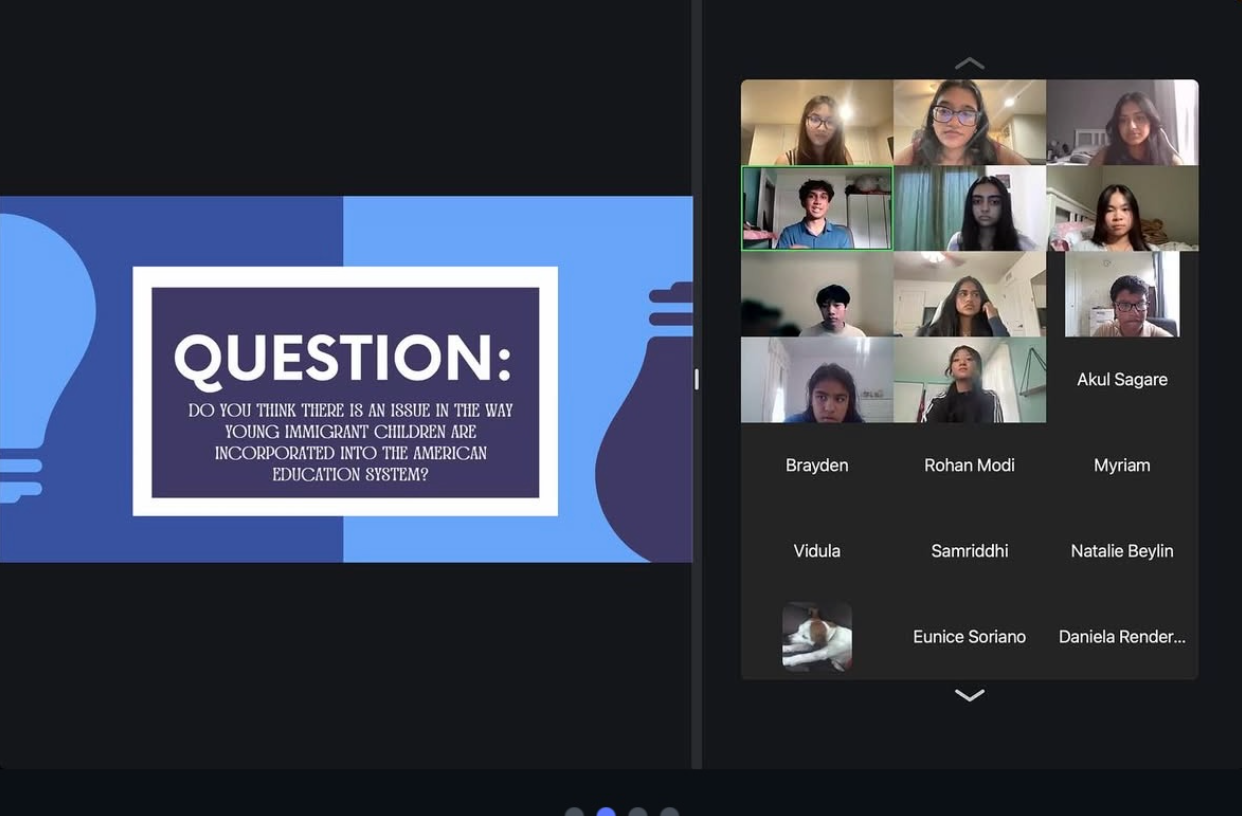 QUESTION:
DO YOU THINK THERE IS AN ISSUE IN THE WAY
YOUNG IMMIGRANT CHILDREN ARE
INCORPORATED INTO THE AMERICAN
EDUCATION SYSTEM?
Akul Sagare
Brayden
Rohan Modi
Myriam
Vidula
Samriddhi
Natalie Beylin
Eunice Soriano
Daniela Render...